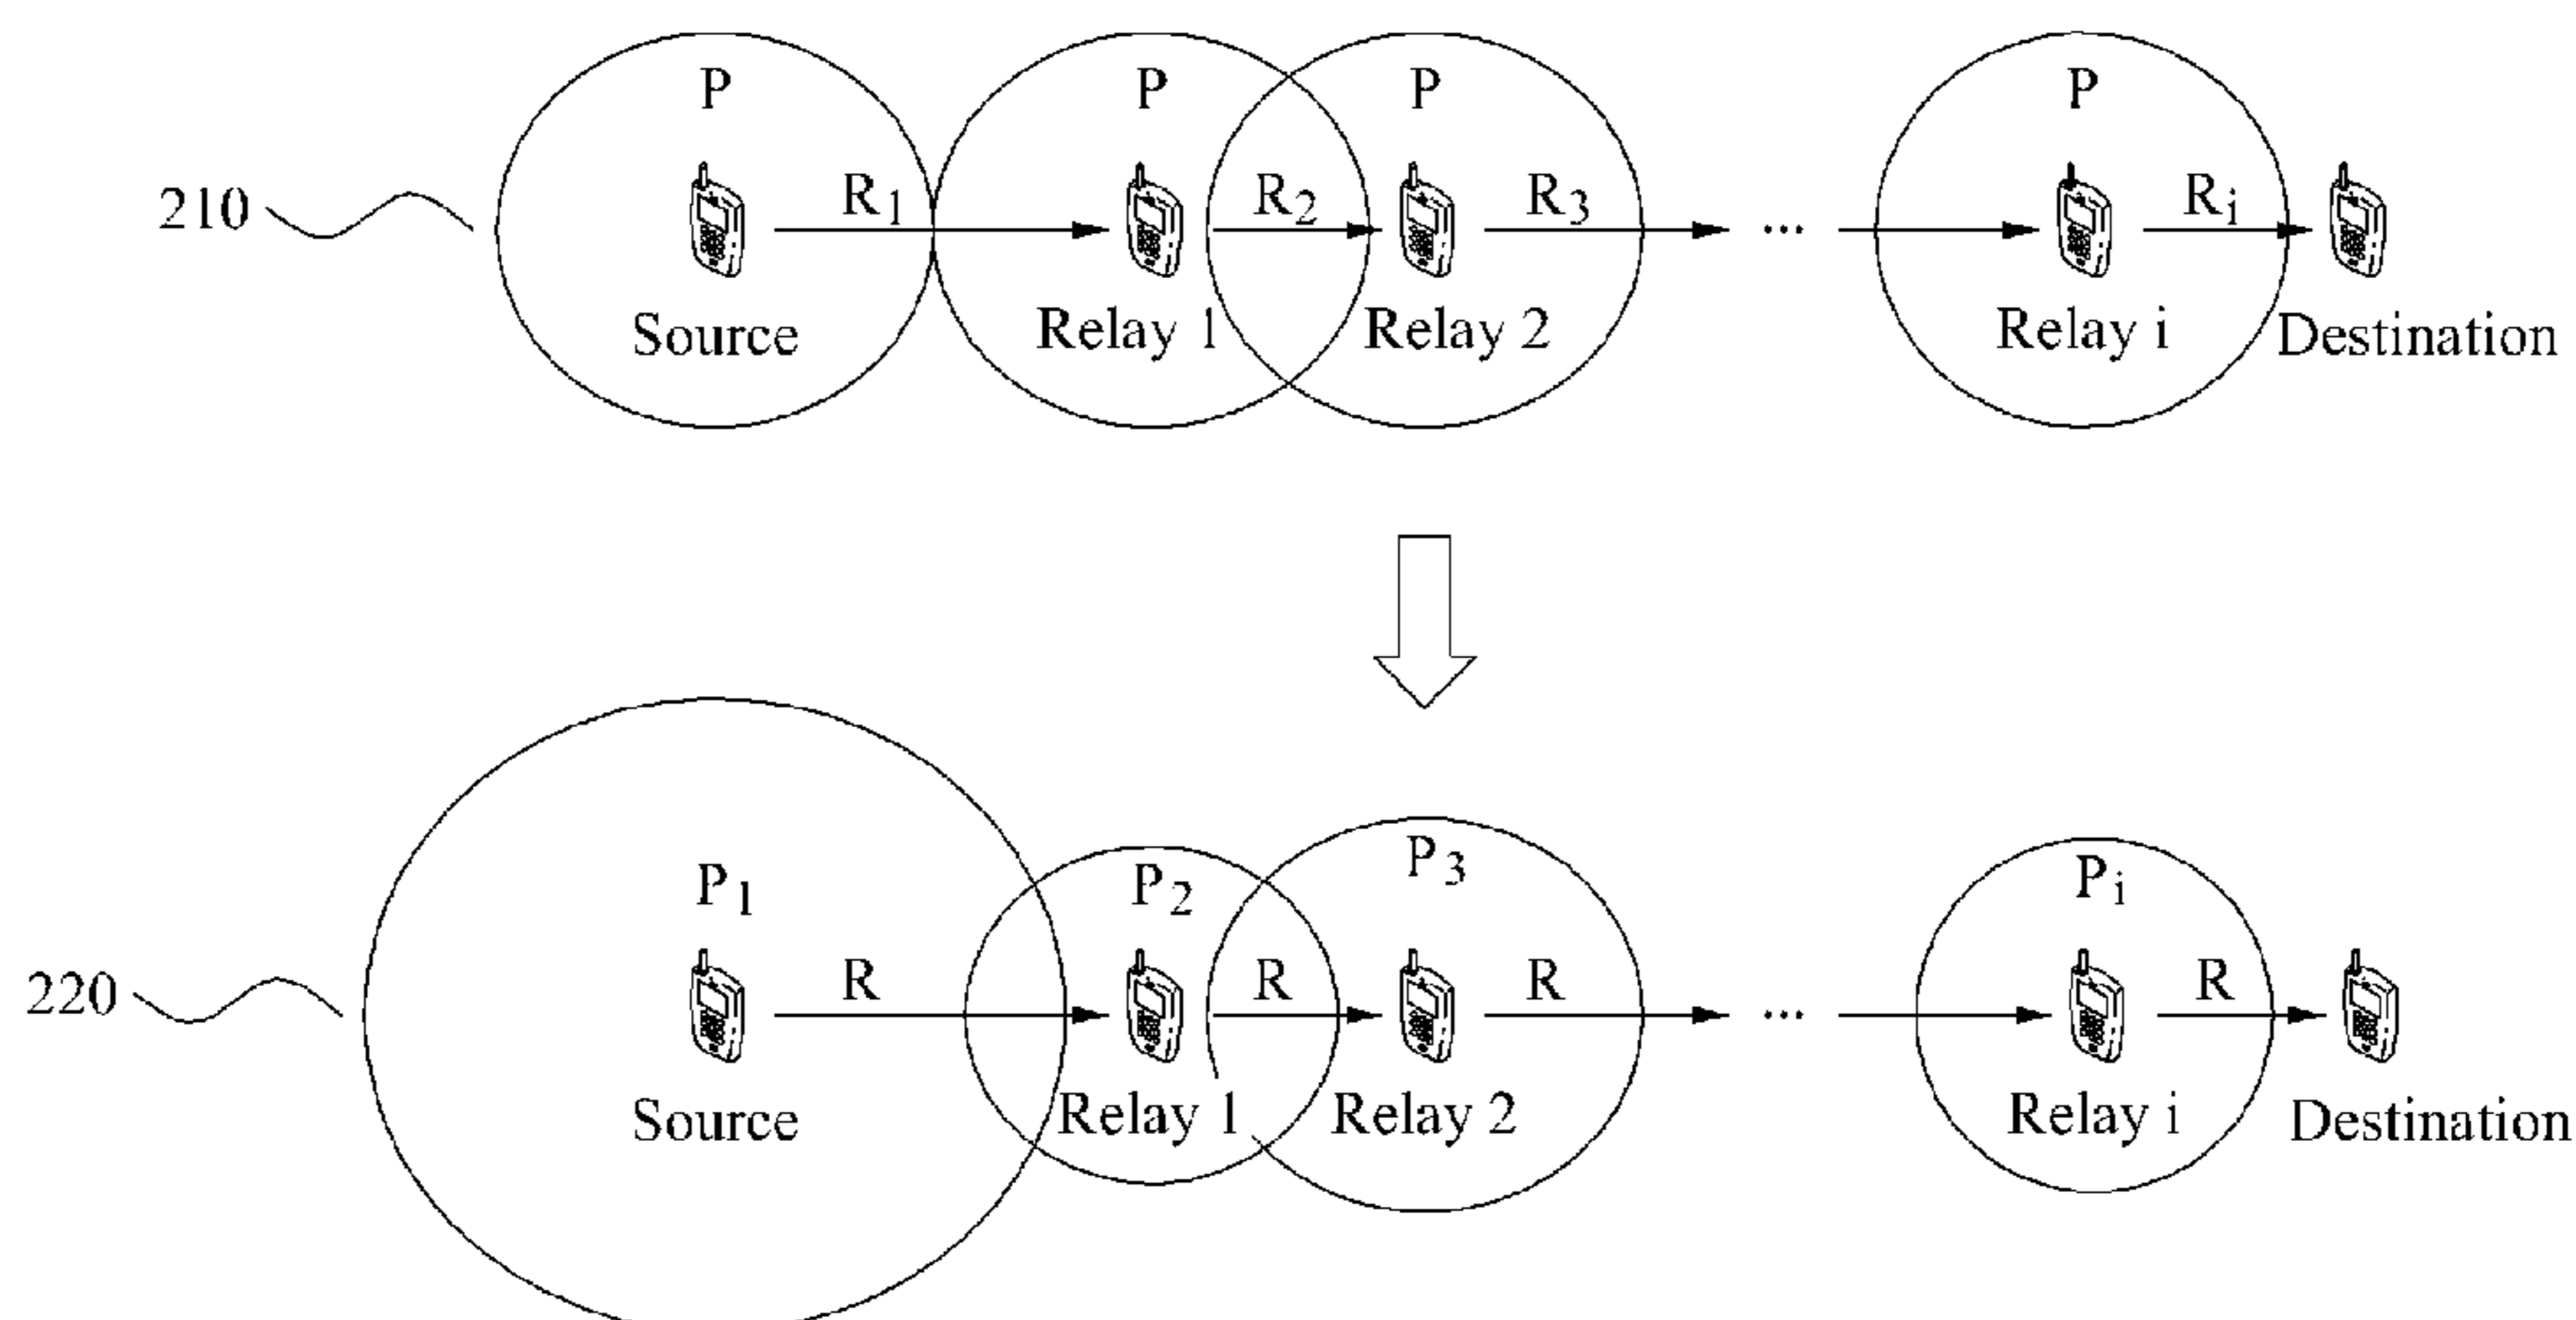 P P P P
210 R₁ R₂ R₃ ... Rᵢ
Source Relay 1 Relay 2 Relay i Destination
P₁ P₂ P₃ Pᵢ
220 R R R ... R
Source Relay 1 Relay 2 Relay i Destination